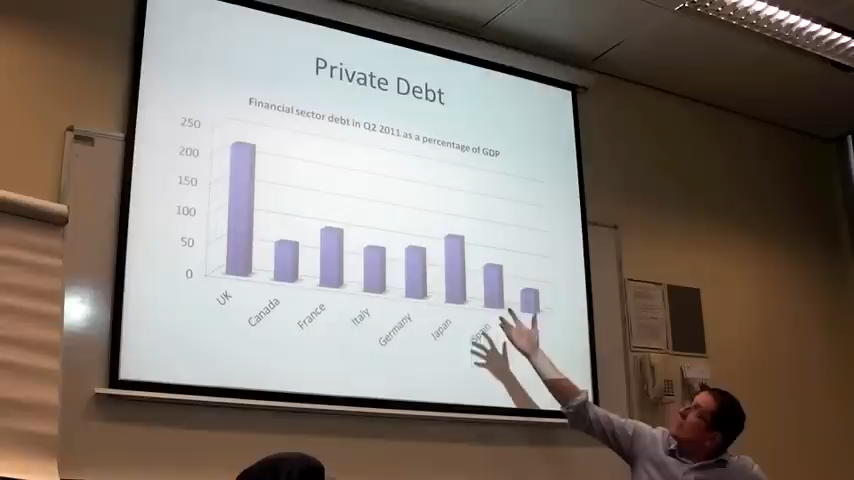 Private Debt
Financial sector debt in Q2 2011 as a percentage of GDP
250
200
150
100
50
0
UK
Canada
France
Italy
Germany
Japan
Spain